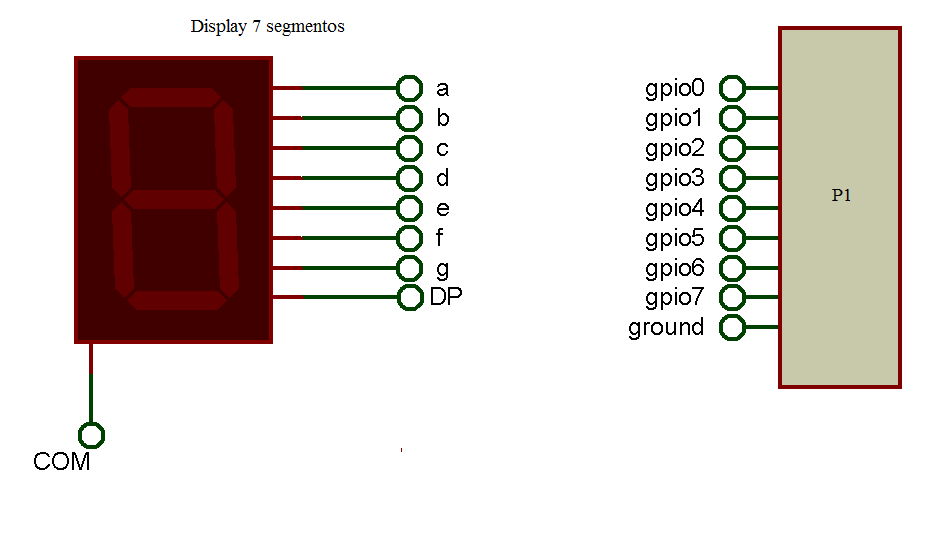 Display 7 segmentos
a
b
c
d
e
f
g
DP
COM
gpio0
gpio1
gpio2
gpio3
gpio4
gpio5
gpio6
gpio7
ground
P1